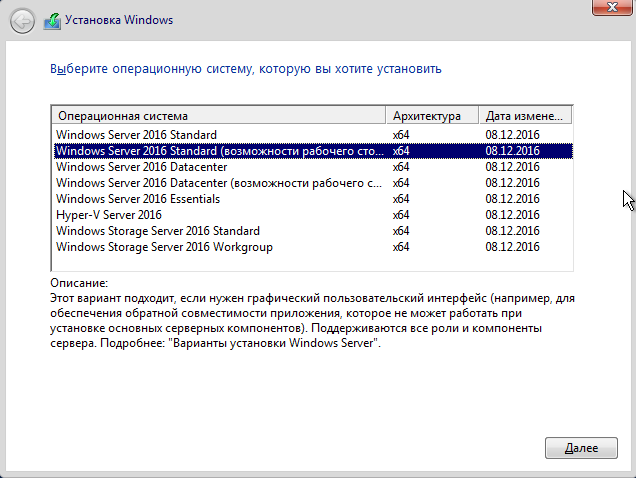 Установка Windows
Выберите операционную систему, которую вы хотите установить
Операционная система Архитектура Дата измене...
Windows Server 2016 Standard x64 08.12.2016
Windows Server 2016 Standard (возможности рабочего сто... x64 08.12.2016
Windows Server 2016 Datacenter x64 08.12.2016
Windows Server 2016 Datacenter (возможности рабочего с... x64 08.12.2016
Windows Server 2016 Essentials x64 08.12.2016
Hyper-V Server 2016 x64 08.12.2016
Windows Storage Server 2016 Standard x64 08.12.2016
Windows Storage Server 2016 Workgroup x64 08.12.2016
Описание:
Этот вариант подходит, если нужен графический пользовательский интерфейс (например, для
обеспечения обратной совместимости приложения, которое не может работать при
установке основных серверных компонентов). Поддерживаются все роли и компоненты
сервера. Подробнее: "Варианты установки Windows Server".
Далее